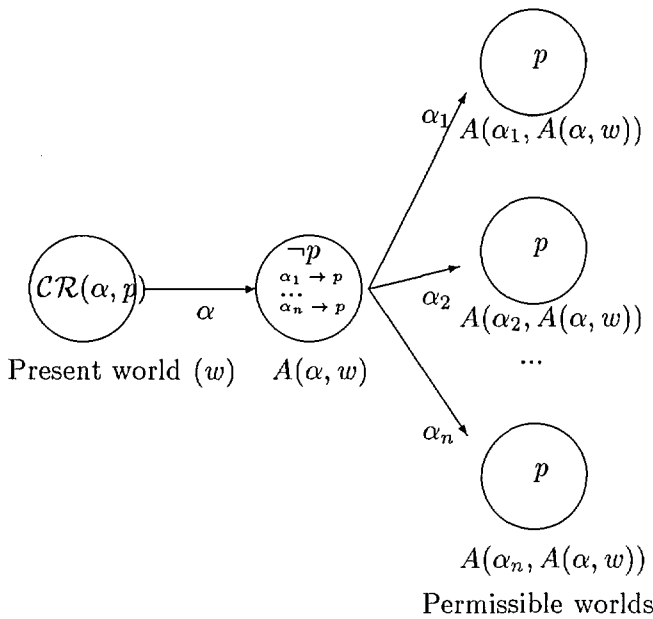 p
α₁
A(α₁, A(α, w))
¬p
p
CR(α, p)
α₁ → p
...
αₙ → p
α
α₂
A(α₂, A(α, w))
Present world (w)
A(α, w)
...
αₙ
p
A(αₙ, A(α, w))
Permissible worlds